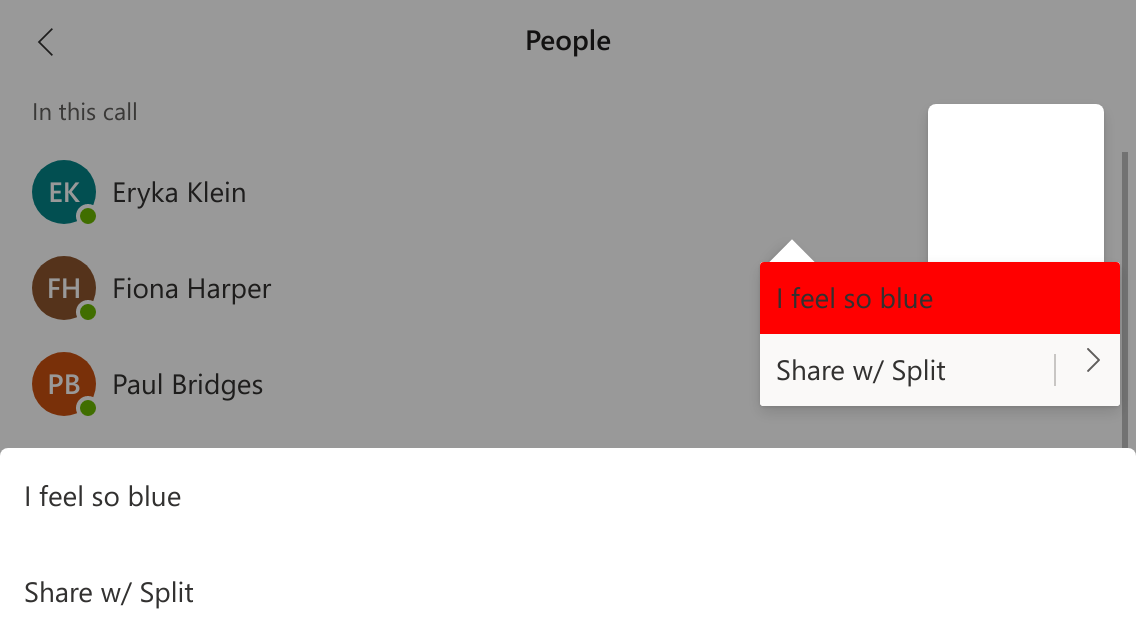 People
In this call
EK Eryka Klein
FH Fiona Harper
PB Paul Bridges
I feel so blue
Share w/ Split
I feel so blue
Share w/ Split